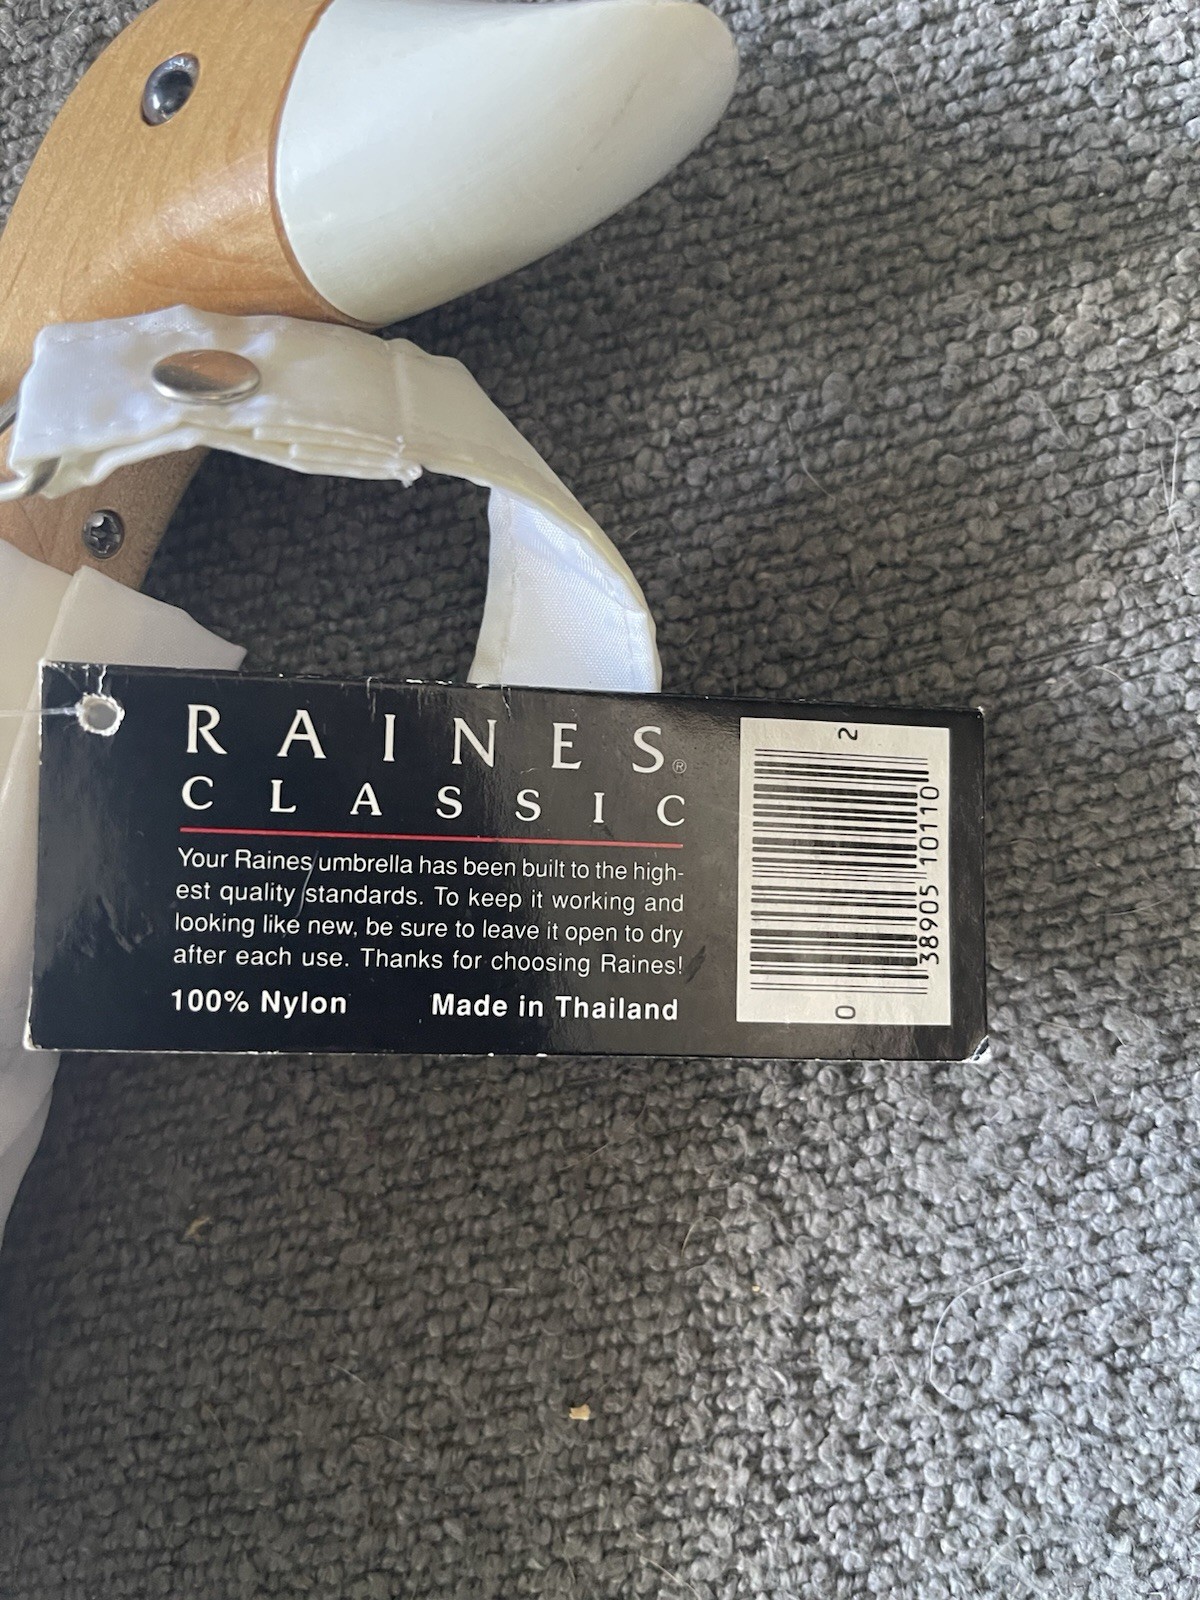 RAINES®
CLASSIC
Your Raines umbrella has been built to the high-
est quality standards. To keep it working and
looking like new, be sure to leave it open to dry
after each use. Thanks for choosing Raines!
100% Nylon Made in Thailand
0 38905 10110 2